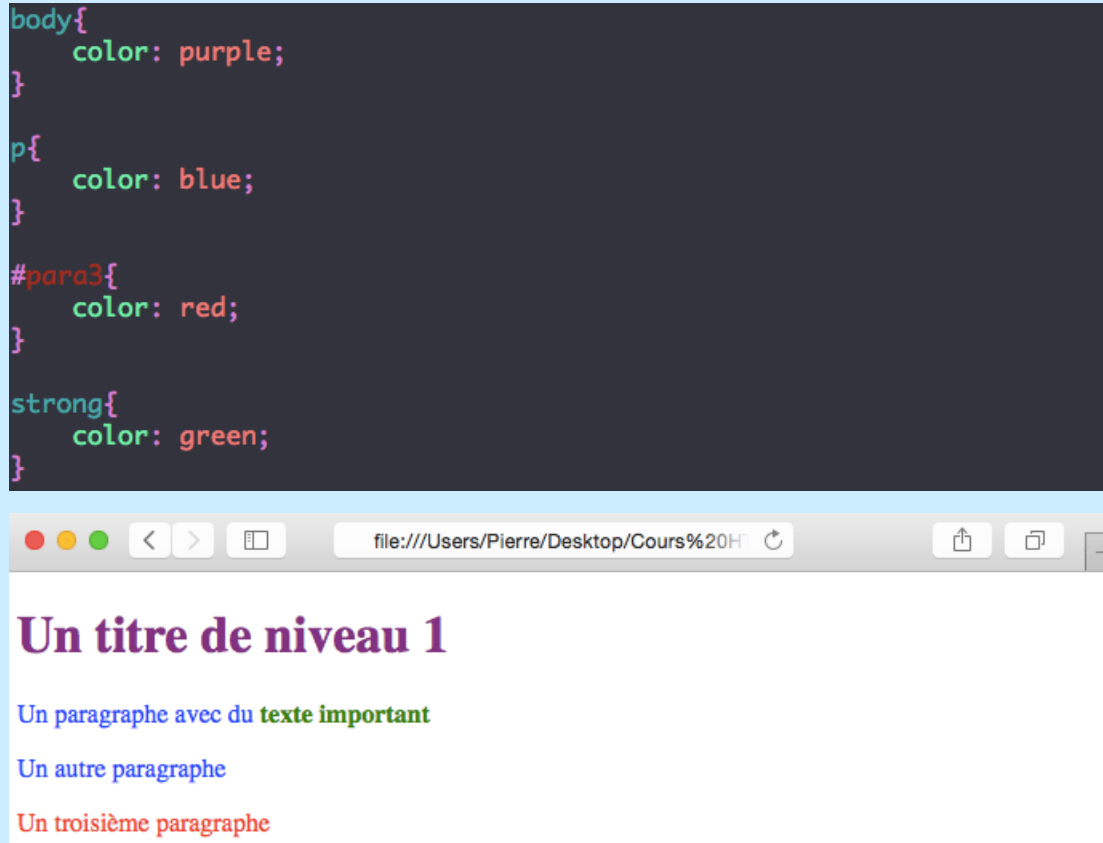 body{
color: purple;
}
p{
color: blue;
}
#para3{
color: red;
}
strong{
color: green;
}
file:///Users/Pierre/Desktop/Cours%20H
Un titre de niveau 1
Un paragraphe avec du texte important
Un autre paragraphe
Un troisième paragraphe